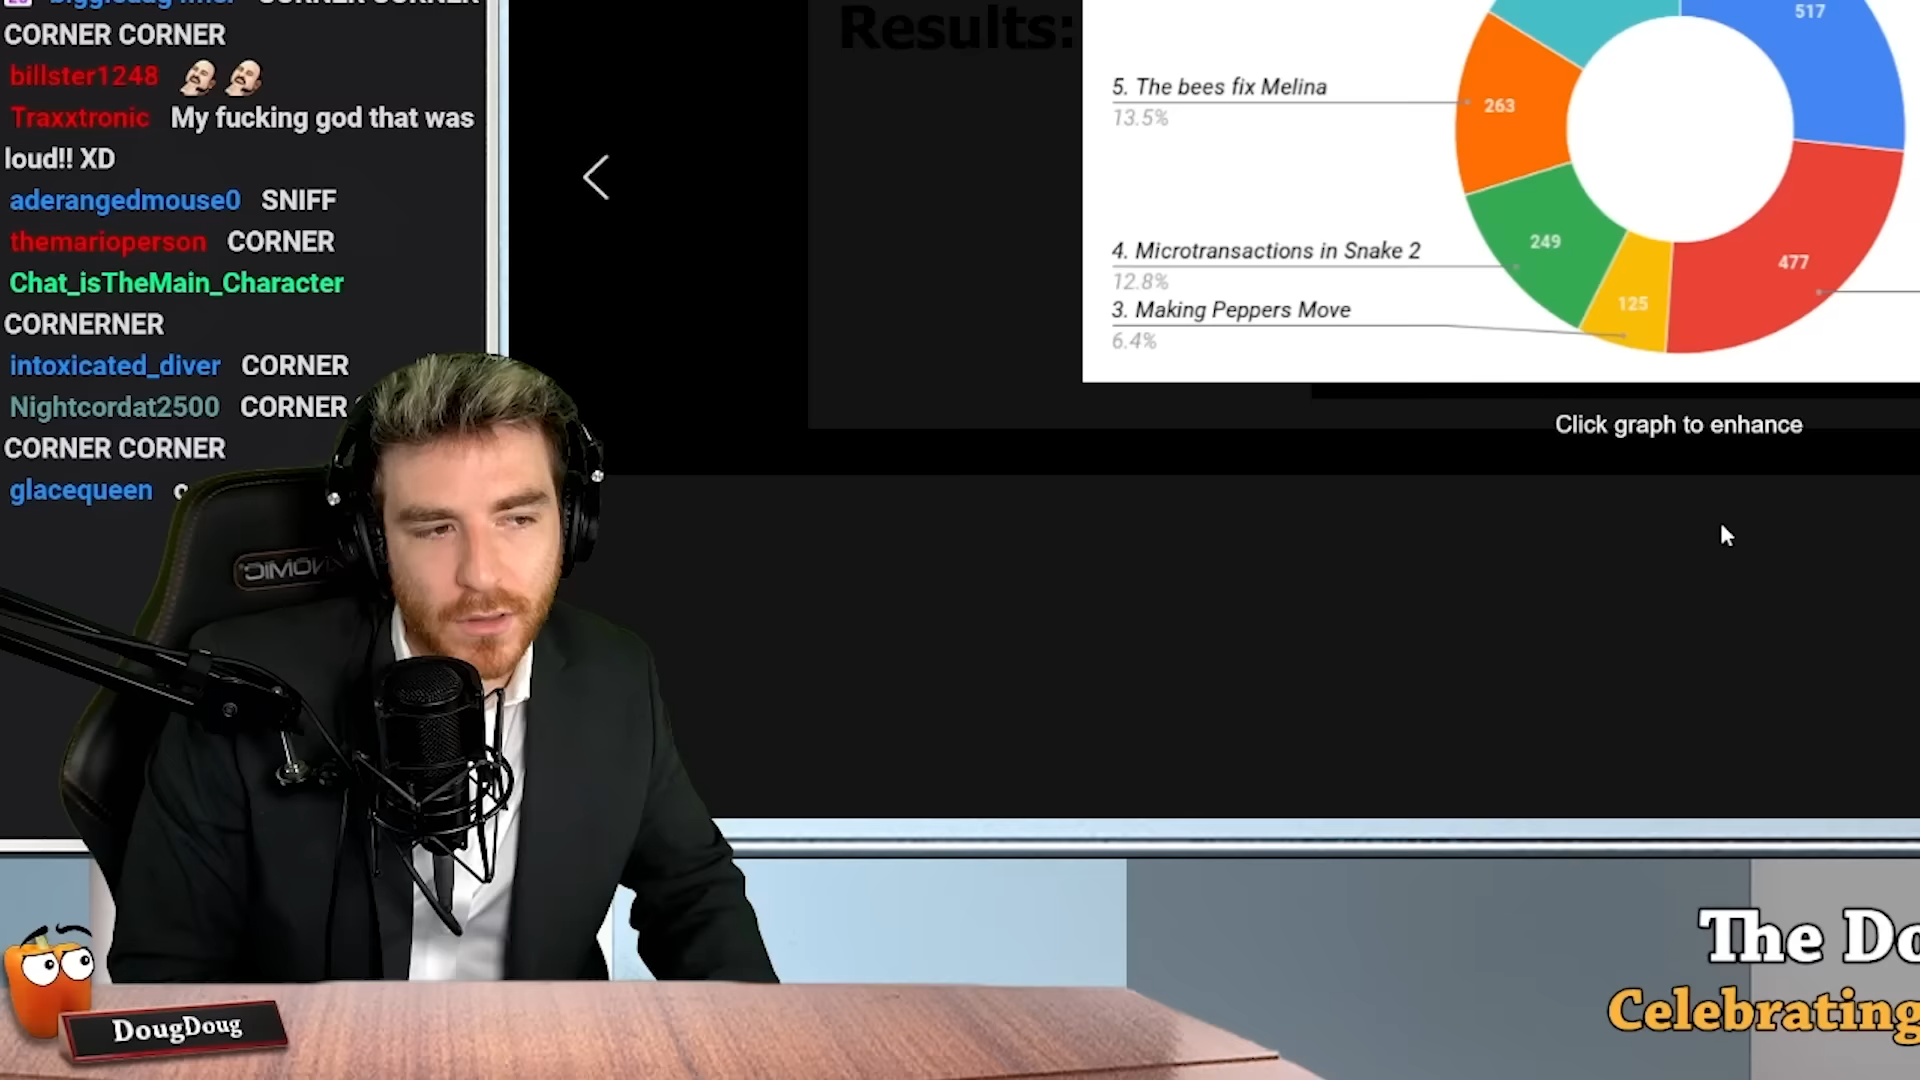 CORNER CORNER
billster1248
Traxxtronic My fucking god that was
loud!! XD
aderangedmouse0 SNIFF
themarioperson CORNER
Chat_isTheMain_Character
CORNERNER
intoxicated_diver CORNER
Nightcordat2500 CORNER
CORNER CORNER
glacequeen
Results:
517
5. The bees fix Melina
13.5%
263
4. Microtransactions in Snake 2
12.8%
249
477
3. Making Peppers Move
6.4%
125
Click graph to enhance
DougDoug
The Do
Celebrating